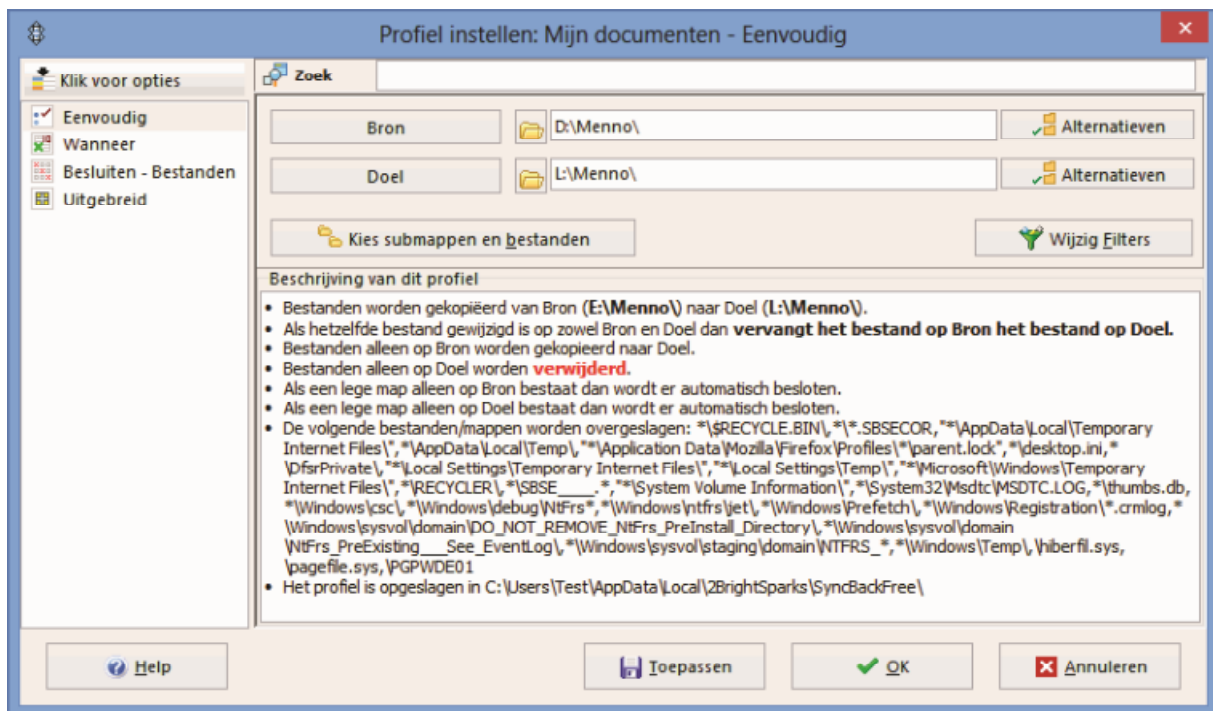 Profiel instellen: Mijn documenten - Eenvoudig
Klik voor opties
Zoek
Eenvoudig
Wanneer
Besluiten - Bestanden
Uitgebreid
Bron
D:\Menno\
Alternatieven
Doel
L:\Menno\
Alternatieven
Kies submappen en bestanden
Wijzig Filters
Beschrijving van dit profiel
• Bestanden worden gekopiëerd van Bron (E:\Menno\) naar Doel (L:\Menno\).
• Als hetzelfde bestand gewijzigd is op zowel Bron en Doel dan vervangt het bestand op Bron het bestand op Doel.
• Bestanden alleen op Bron worden gekopieerd naar Doel.
• Bestanden alleen op Doel worden verwijderd.
• Als een lege map alleen op Bron bestaat dan wordt er automatisch besloten.
• Als een lege map alleen op Doel bestaat dan wordt er automatisch besloten.
• De volgende bestanden/mappen worden overgeslagen: *\$RECYCLE.BIN\,*\*.SBSECOR,"*\AppData\Local\Temporary
Internet Files\",*\AppData\Local\Temp\,"*\Application Data\Mozilla\Firefox\Profiles\*\parent.lock",*\desktop.ini,*
\DfsrPrivate\,"*\Local Settings\Temporary Internet Files\","*\Local Settings\Temp\","*\Microsoft\Windows\Temporary
Internet Files\",*\RECYCLER\,*\SBSE____.*,"*\System Volume Information\",*\System32\Msdtc\MSDTC.LOG,*\thumbs.db,
*\Windows\csc\,*\Windows\debug\NtFrs*,*\Windows\ntfrs\jet\,*\Windows\Prefetch\,*\Windows\Registration\*.crmlog,*
\Windows\sysvol\domain\DO_NOT_REMOVE_NtFrs_PreInstall_Directory\,*\Windows\sysvol\domain
\NtFrs_PreExisting___See_EventLog\,*\Windows\sysvol\staging\domain\NTFRS_*,*\Windows\Temp\,\hiberfil.sys,
\pagefile.sys,\PGPWDE01
• Het profiel is opgeslagen in C:\Users\Test\AppData\Local\2BrightSparks\SyncBackFree\
Help
Toepassen
OK
Annuleren